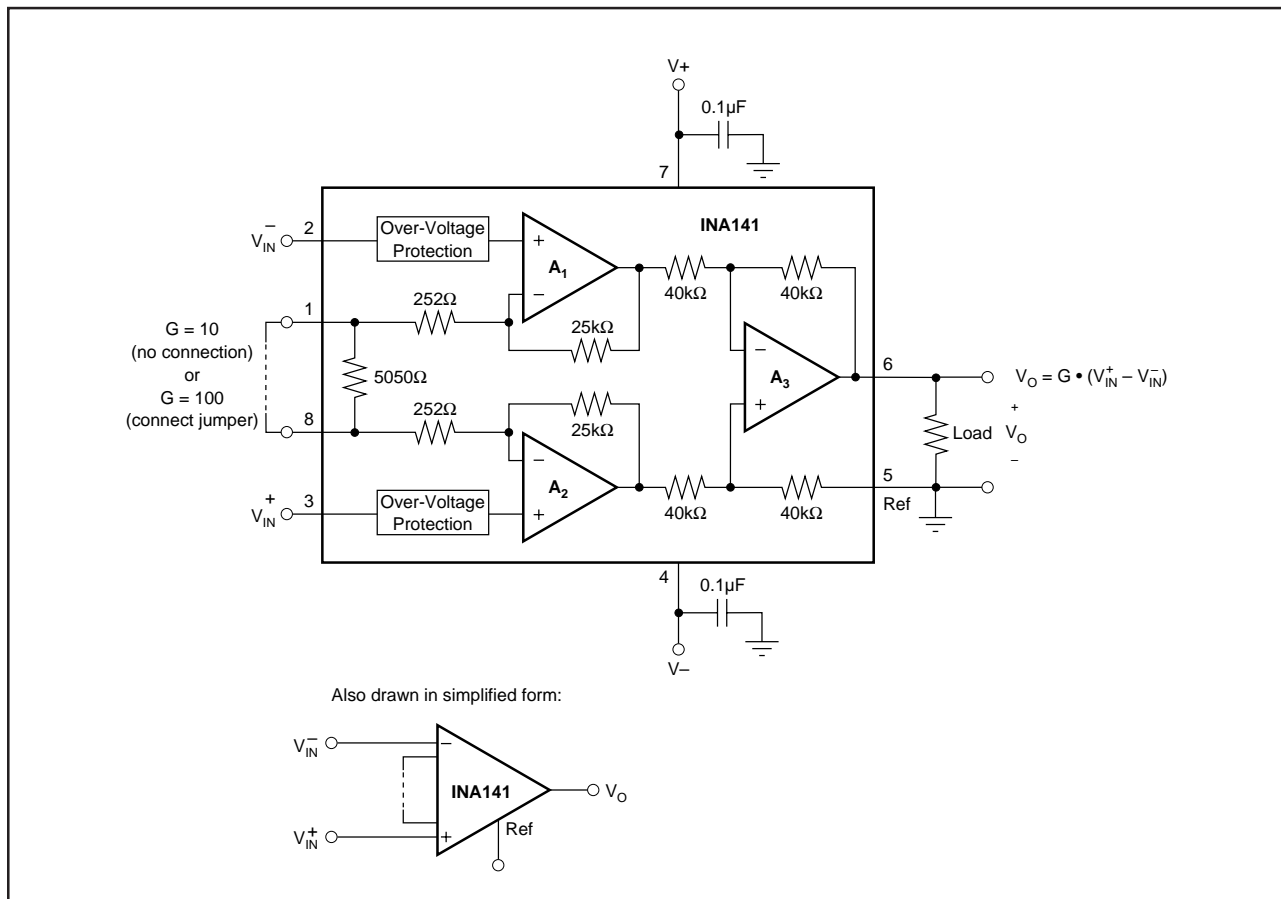 V+
0.1µF
7
INA141
V–IN
2
Over-Voltage
Protection
+
A1
–
40kΩ
40kΩ
1
252Ω
25kΩ
G = 10
(no connection)
or
G = 100
(connect jumper)
5050Ω
–
A3
+
6
VO = G • (V+IN – V–IN)
+
Load
VO
–
8
252Ω
25kΩ
–
A2
+
V+IN
3
Over-Voltage
Protection
40kΩ
40kΩ
5
Ref
4
0.1µF
V–
Also drawn in simplified form:
V–IN
–
INA141
VO
V+IN
+
Ref